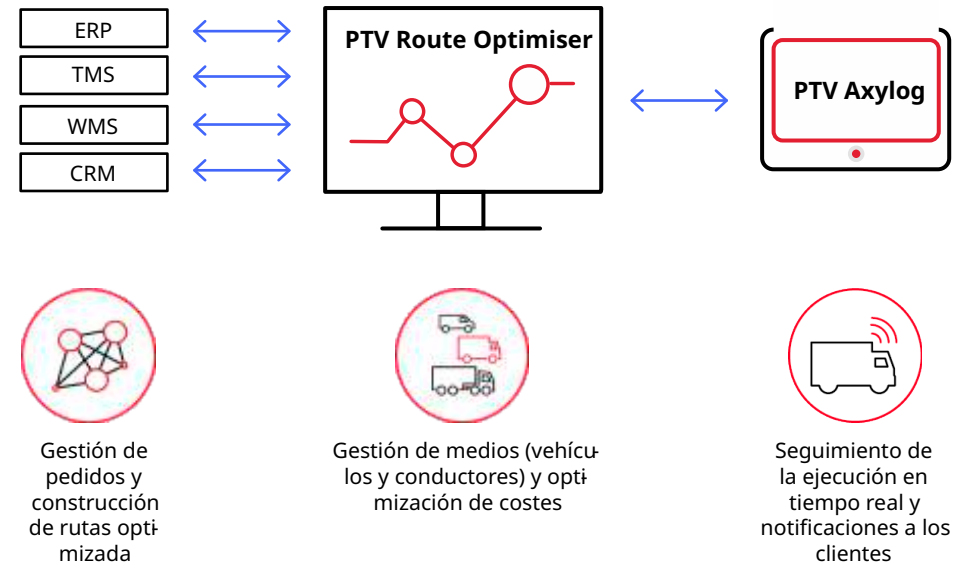 ERP
TMS
WMS
CRM
PTV Route Optimiser
PTV Axylog
Gestión de
pedidos y
construcción
de rutas opti-
mizada
Gestión de medios (vehícu-
los y conductores) y opti-
mización de costes
Seguimiento de
la ejecución en
tiempo real y
notificaciones a los
clientes